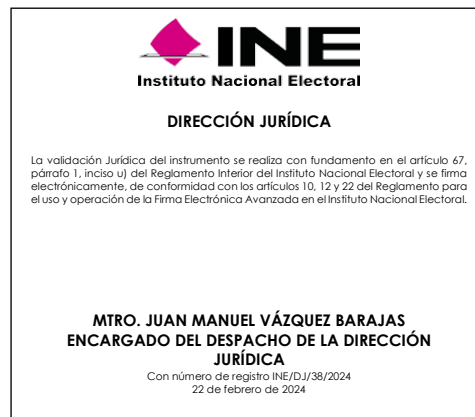 INE
Instituto Nacional Electoral
DIRECCIÓN JURÍDICA
La validación Jurídica del instrumento se realiza con fundamento en el artículo 67,
párrafo 1, inciso u) del Reglamento Interior del Instituto Nacional Electoral y se firma
electrónicamente, de conformidad con los artículos 10, 12 y 22 del Reglamento para
el uso y operación de la Firma Electrónica Avanzada en el Instituto Nacional Electoral.
MTRO. JUAN MANUEL VÁZQUEZ BARAJAS
ENCARGADO DEL DESPACHO DE LA DIRECCIÓN
JURÍDICA
Con número de registro INE/DJ/38/2024
22 de febrero de 2024